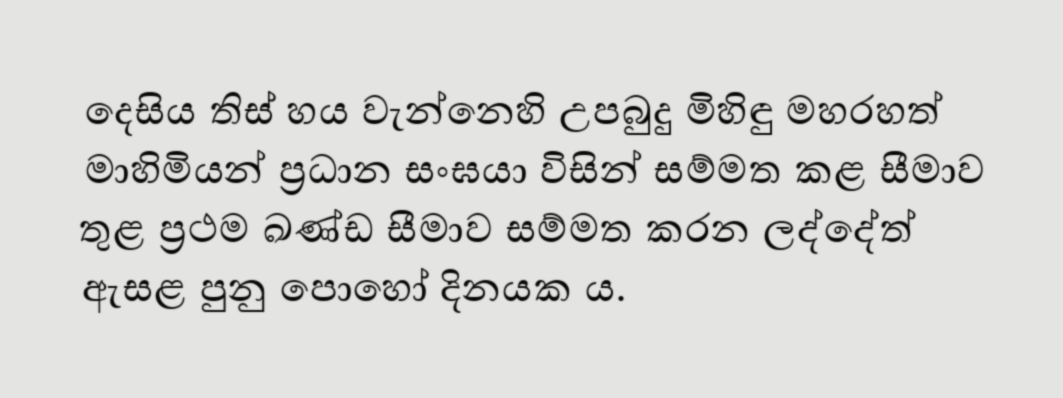 දෙසිය තිස් හය වැන්නෙහි උපබුදු මිහිඳු මහරහත්
මාහිමියන් ප්‍රධාන සංඝයා විසින් සම්මත කළ සීමාව
තුළ ප්‍රථම ඛණ්ඩ සීමාව සම්මත කරන ලද්දේත්
ඇසළ පුනු පොහෝ දිනයක ය.